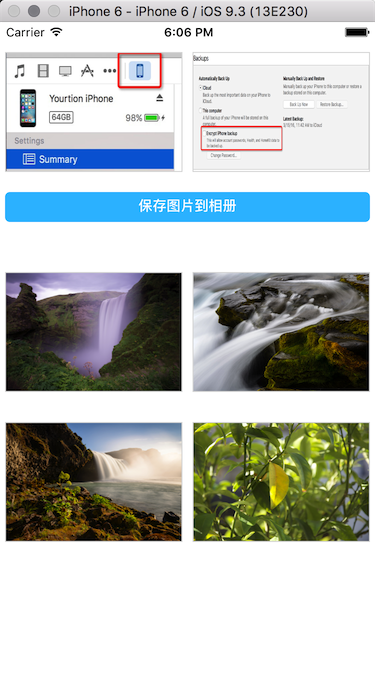 iPhone 6 - iPhone 6 / iOS 9.3 (13E230)
Carrier 6:06 PM
Yourtion iPhone
64GB 98%
Settings
Summary
Backups
Automatically Back Up
iCloud
Back up the most important data on your iPhone to
iCloud.
This computer
A full backup of your iPhone will be stored on this
computer.
Encrypt iPhone backup
This will allow account passwords, Health, and HomeKit data to
be backed up.
Change Password...
Manually Back Up and Restore
Manually back up your iPhone to this computer or restore a
backup stored on this computer.
Back Up Now Restore Backup...
Latest Backup:
保存图片到相册